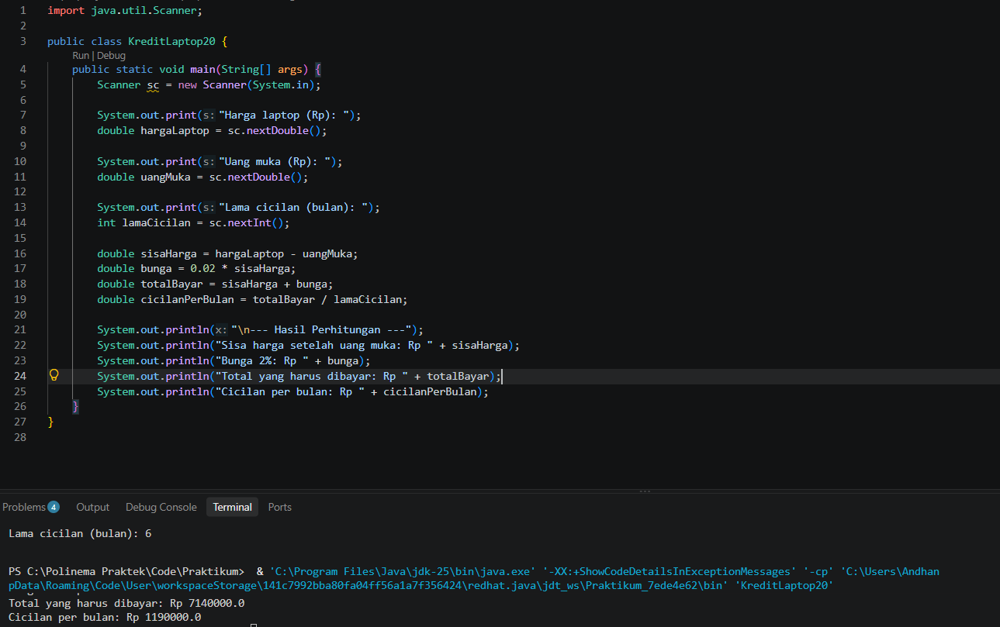 1 import java.util.Scanner;
2
3 public class KreditLaptop20 {
Run | Debug
4 public static void main(String[] args) {
5 Scanner sc = new Scanner(System.in);
6
7 System.out.print(s: "Harga laptop (Rp): ");
8 double hargaLaptop = sc.nextDouble();
9
10 System.out.print(s: "Uang muka (Rp): ");
11 double uangMuka = sc.nextDouble();
12
13 System.out.print(s: "Lama cicilan (bulan): ");
14 int lamaCicilan = sc.nextInt();
15
16 double sisaHarga = hargaLaptop - uangMuka;
17 double bunga = 0.02 * sisaHarga;
18 double totalBayar = sisaHarga + bunga;
19 double cicilanPerBulan = totalBayar / lamaCicilan;
20
21 System.out.println(x: "\n--- Hasil Perhitungan ---");
22 System.out.println("Sisa harga setelah uang muka: Rp " + sisaHarga);
23 System.out.println("Bunga 2%: Rp " + bunga);
24 System.out.println("Total yang harus dibayar: Rp " + totalBayar);
25 System.out.println("Cicilan per bulan: Rp " + cicilanPerBulan);
26 }
27 }
28
Problems 4 Output Debug Console Terminal Ports
Lama cicilan (bulan): 6
PS C:\Polinema Praktek\Code\Praktikum> & 'C:\Program Files\Java\jdk-25\bin\java.exe' '-XX:+ShowCodeDetailsInExceptionMessages' '-cp' 'C:\Users\Andhan
pData\Roaming\Code\User\workspaceStorage\141c7992bba80fa04ff56a1a7f356424\redhat.java\jdt_ws\Praktikum_7ede4e62\bin' 'KreditLaptop20'
Total yang harus dibayar: Rp 7140000.0
Cicilan per bulan: Rp 1190000.0